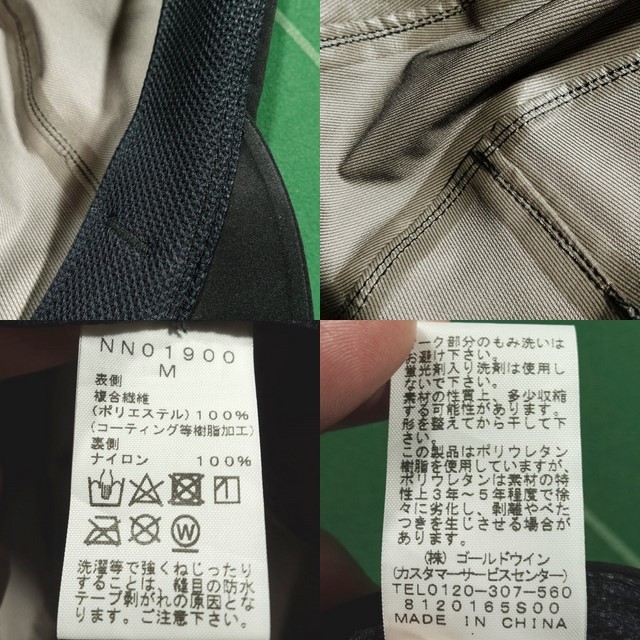 NN01900
M
表側
複合繊維
(ポリエステル)100%
(コーティング等樹脂加工)
裏側
ナイロン 100%
W
洗濯等で強くねじったり
することは、縫目の防水
テープ剥がれの原因とな
ります。ご注意下さい。
マーク部分のもみ洗いは
お避け下さい。
蛍光剤入り洗剤は使用し
ないで下さい。
素材の性質上、多少収縮
する可能性があります。
形を整えてから干して下
さい。
この製品はポリウレタン
樹脂を使用していますが、
ポリウレタンは素材の特
性上3年~5年程度で徐
々に劣化し、剥離やべた
つきを生じさせる場合が
あります。
(株)ゴールドウイン
(カスタマーサービスセンター)
TEL0120-307-560
8120165S00
MADE IN CHINA